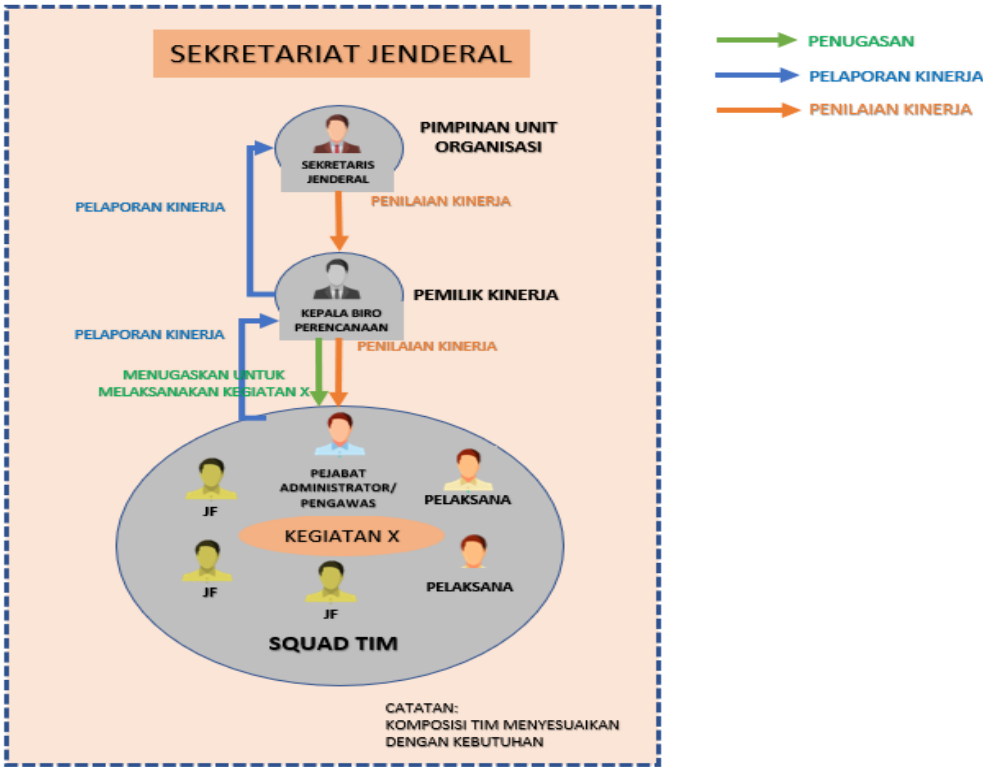 SEKRETARIAT JENDERAL
PENUGASAN
PELAPORAN KINERJA
PENILAIAN KINERJA
PIMPINAN UNIT
ORGANISASI
SEKRETARIS
JENDERAL
PELAPORAN KINERJA
PENILAIAN KINERJA
PEMILIK KINERJA
KEPALA BIRO
PERENCANAAN
PELAPORAN KINERJA
PENILAIAN KINERJA
MENUGASKAN UNTUK
MELAKSANAKAN KEGIATAN X
PEJABAT
ADMINISTRATOR/
PENGAWAS
JF
PELAKSANA
KEGIATAN X
JF
PELAKSANA
JF
SQUAD TIM
CATATAN:
KOMPOSISI TIM MENYESUAIKAN
DENGAN KEBUTUHAN